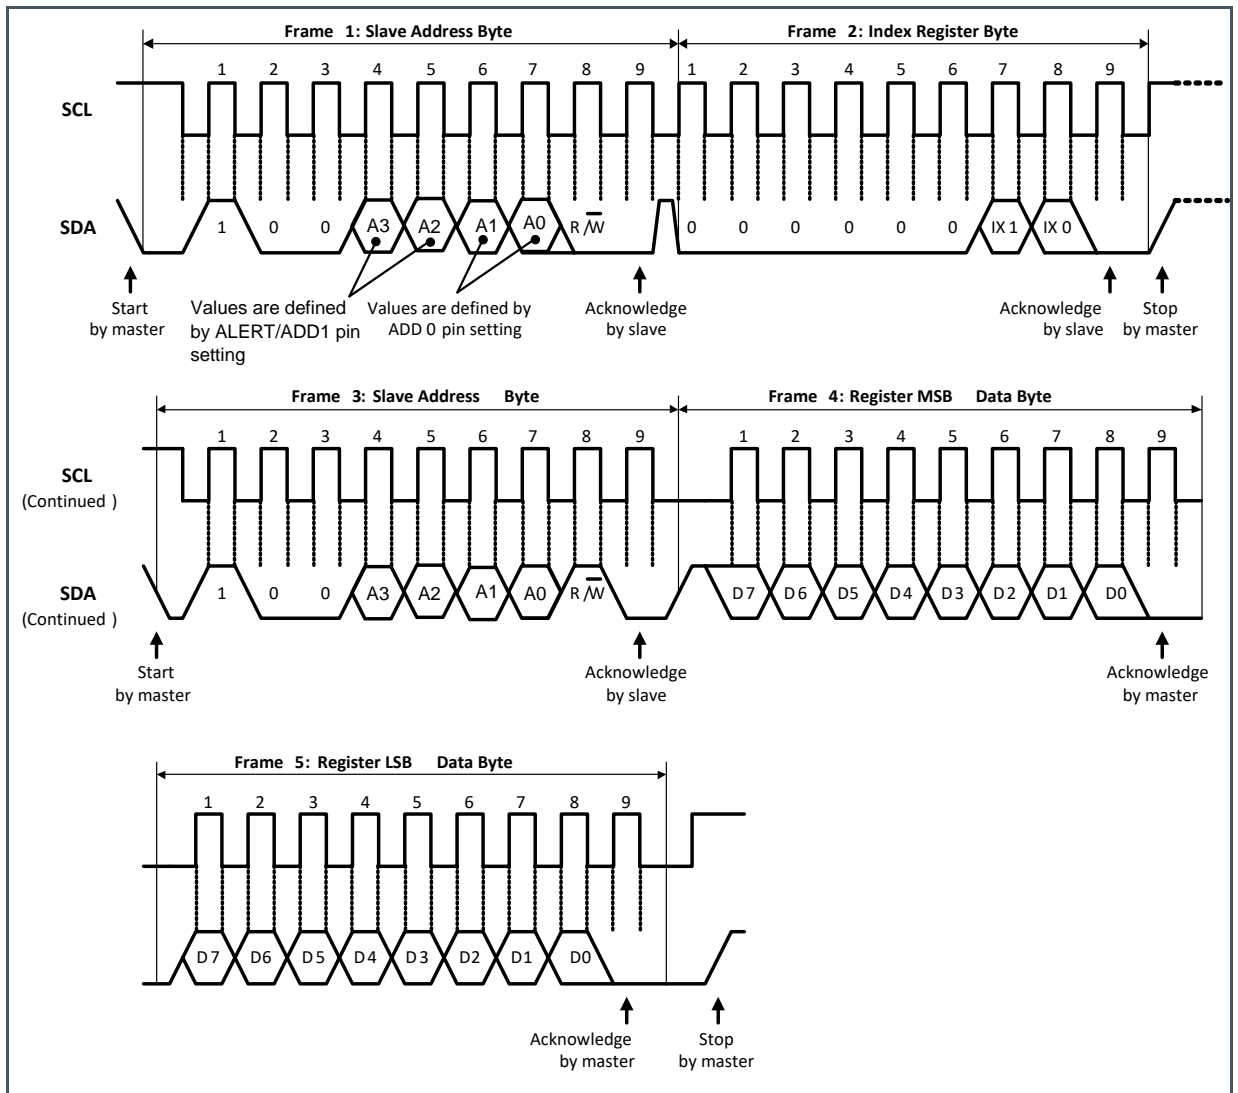 Frame 1: Slave Address Byte
Frame 2: Index Register Byte
1 2 3 4 5 6 7 8 9 1 2 3 4 5 6 7 8 9
SCL
SDA
1 0 0 A3 A2 A1 A0 R/W 0 0 0 0 0 0 IX 1 IX 0
Start
by master
Values are defined
by ALERT/ADD1 pin
setting
Values are defined by
ADD 0 pin setting
Acknowledge
by slave
Acknowledge
by slave
Stop
by master
Frame 3: Slave Address Byte
Frame 4: Register MSB Data Byte
1 2 3 4 5 6 7 8 9 1 2 3 4 5 6 7 8 9
SCL
(Continued )
SDA
(Continued )
1 0 0 A3 A2 A1 A0 R/W D7 D6 D5 D4 D3 D2 D1 D0
Start
by master
Acknowledge
by slave
Acknowledge
by master
Frame 5: Register LSB Data Byte
1 2 3 4 5 6 7 8 9
D7 D6 D5 D4 D3 D2 D1 D0
Acknowledge
by master
Stop
by master